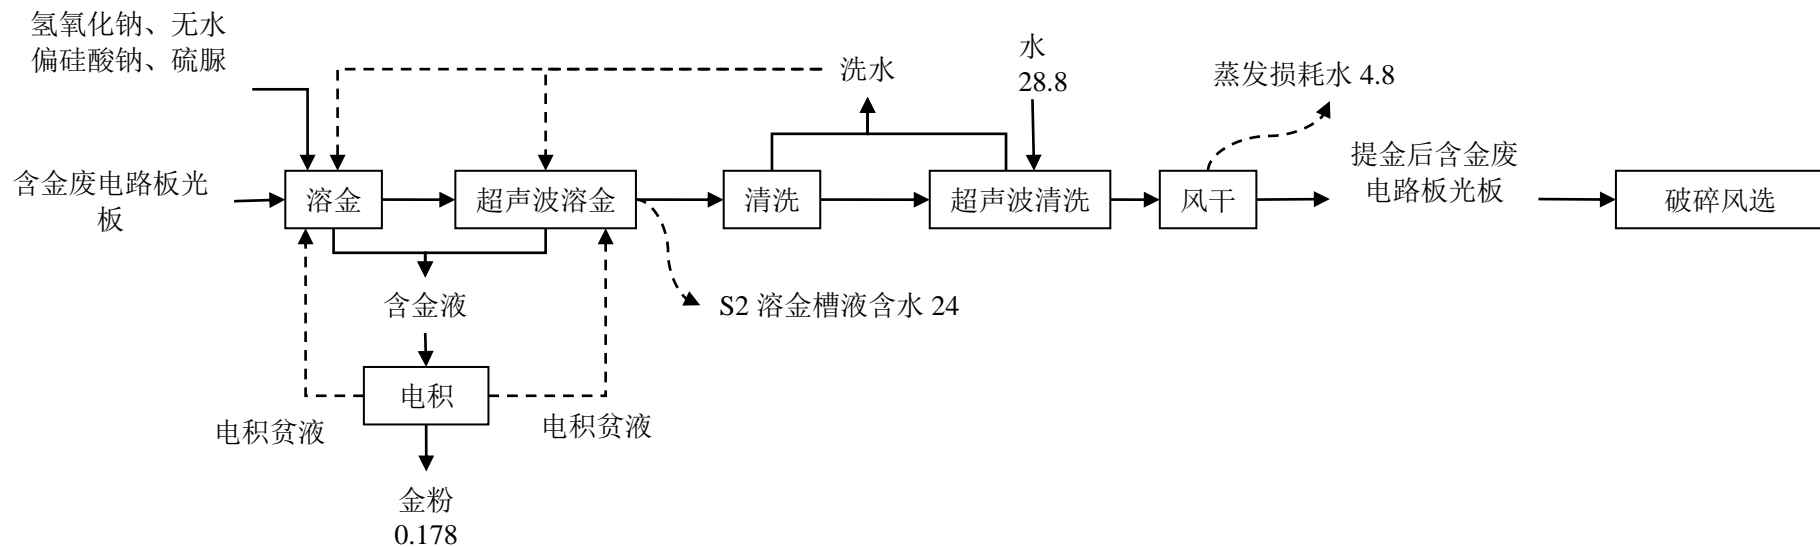 氢氧化钠、无水
偏硅酸钠、硫脲
水
28.8
洗水
蒸发损耗水 4.8
含金废电路板光
板
溶金
超声波溶金
清洗
超声波清洗
风干
提金后含金废
电路板光板
破碎风选
含金液
S2 溶金槽液含水 24
电积
电积贫液
电积贫液
金粉
0.178